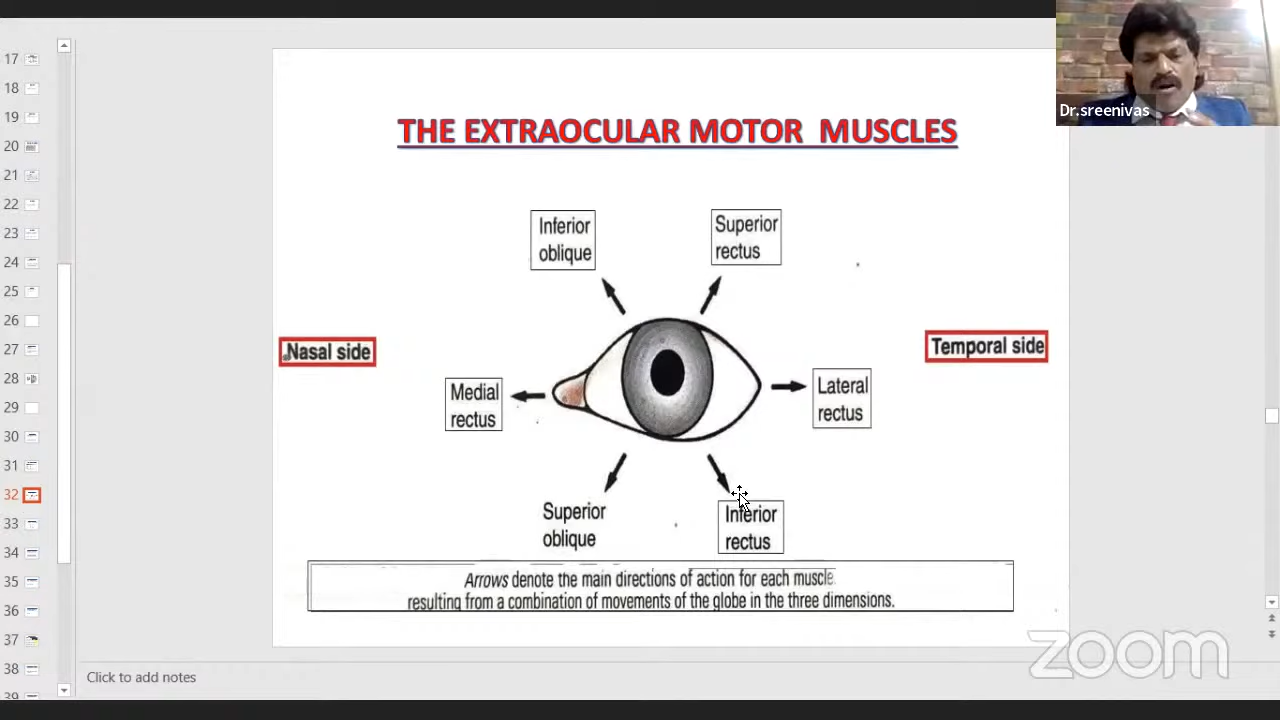 Dr.sreenivas
THE EXTRAOCULAR MOTOR MUSCLES
Inferior
oblique
Superior
rectus
Nasal side
Temporal side
Medial
rectus
Lateral
rectus
Superior
oblique
Inferior
rectus
Arrows denote the main directions of action for each muscle
resulting from a combination of movements of the globe in the three dimensions.
17
18
19
20
21
22
23
24
25
26
27
28
29
30
31
32
33
34
35
36
37
38
39
Click to add notes
zoom